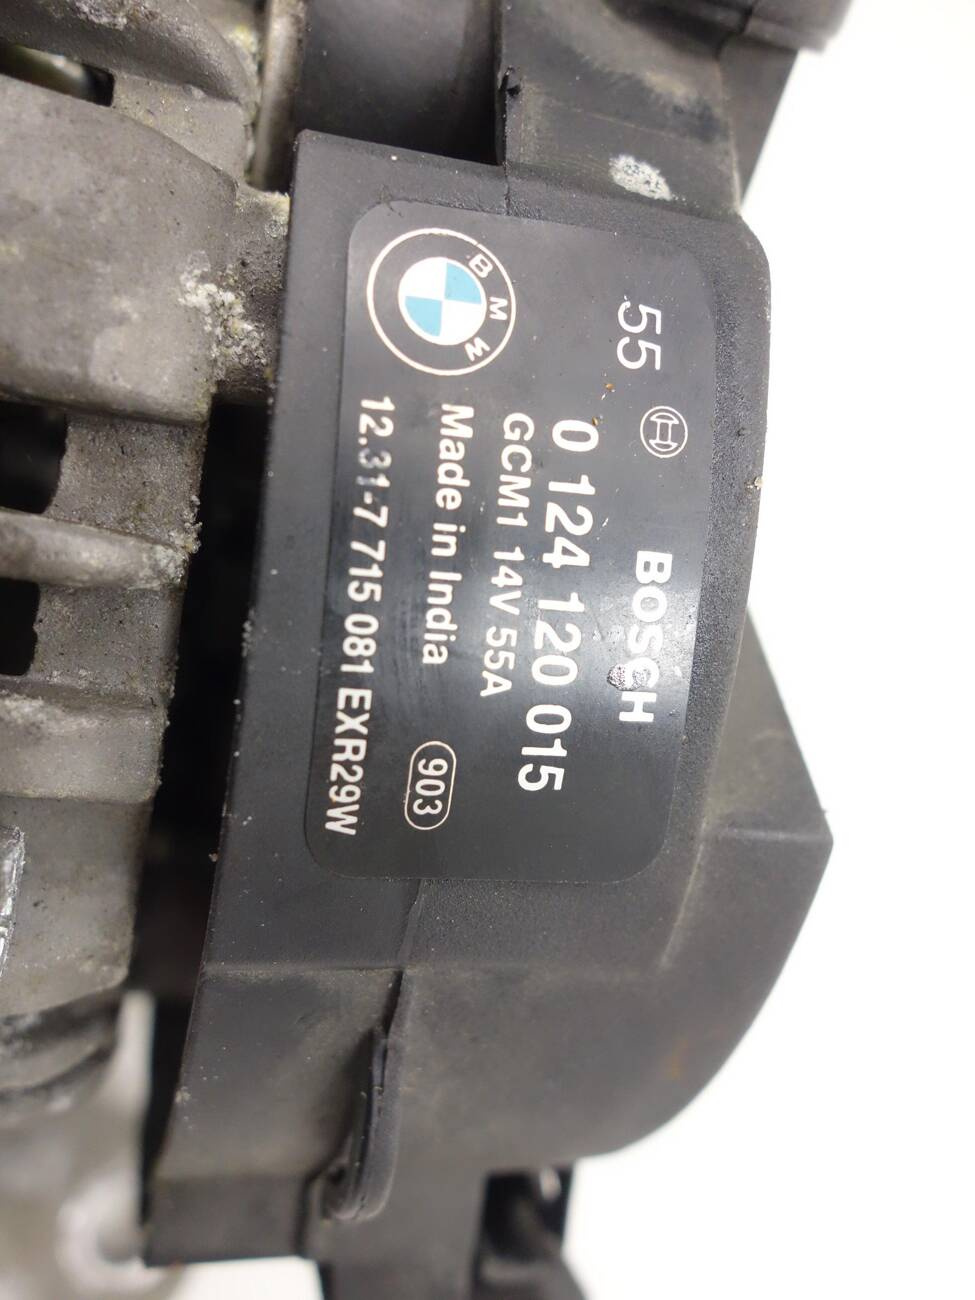 55
BOSCH
0 124 120 015
GCM1 14V 55A
BMW
Made in India
903
12.31-7 715 081 EXR29W